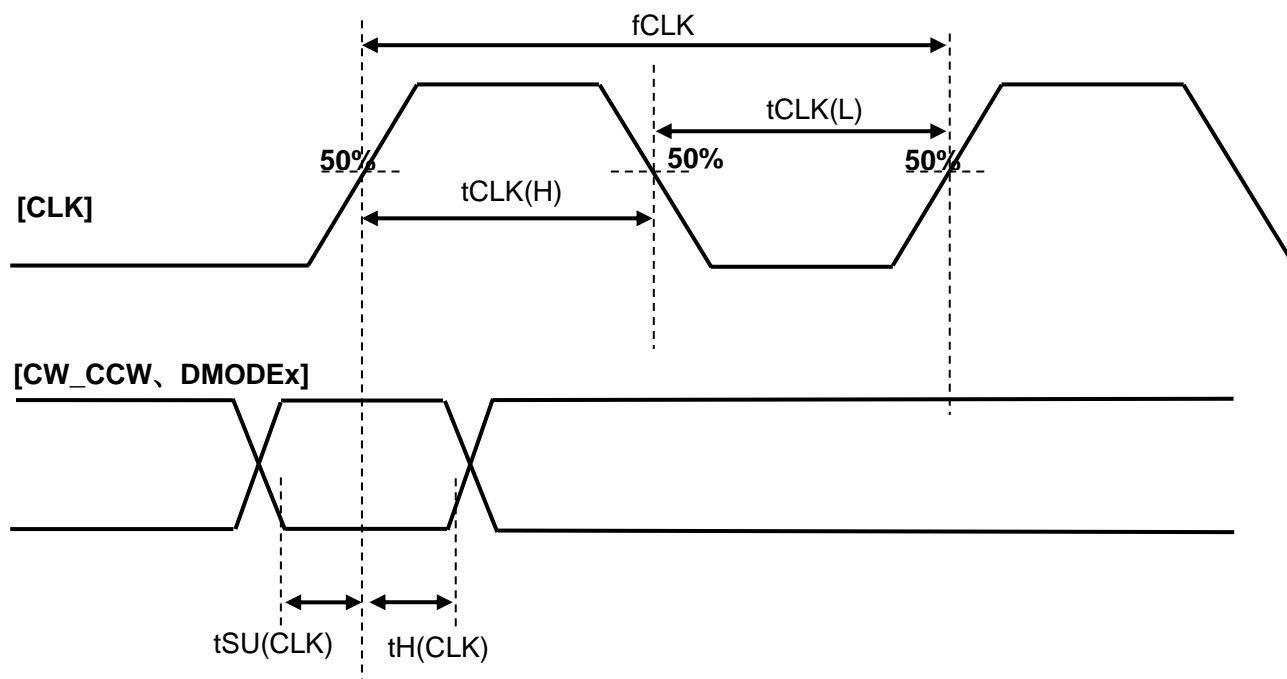 fCLK
tCLK(L)
50%
50%
50%
tCLK(H)
[CLK]
[CW_CCW、DMODEx]
tSU(CLK)
tH(CLK)